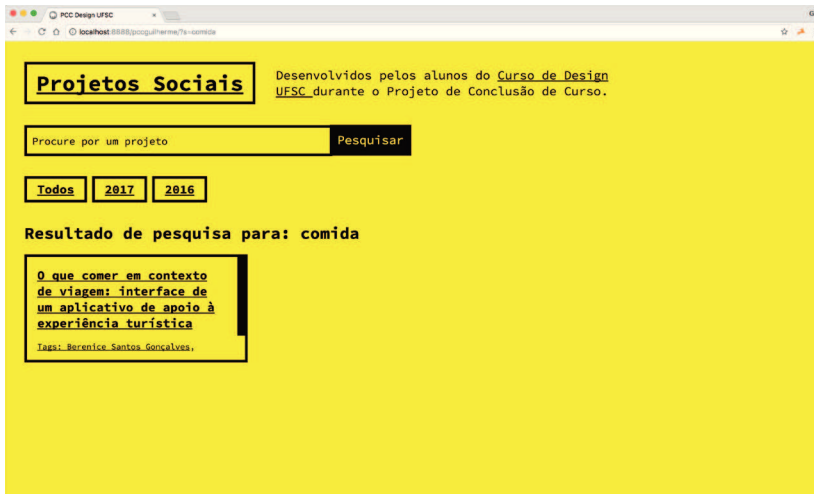 PCC Design UFSC
G
localhost:8888/pccguilherme/?s=comida
Projetos Sociais
Desenvolvidos pelos alunos do Curso de Design
UFSC durante o Projeto de Conclusão de Curso.
Procure por um projeto
Pesquisar
Todos
2017
2016
Resultado de pesquisa para: comida
O que comer em contexto
de viagem: interface de
um aplicativo de apoio à
experiência turística
Tags: Berenice Santos Gonçalves,